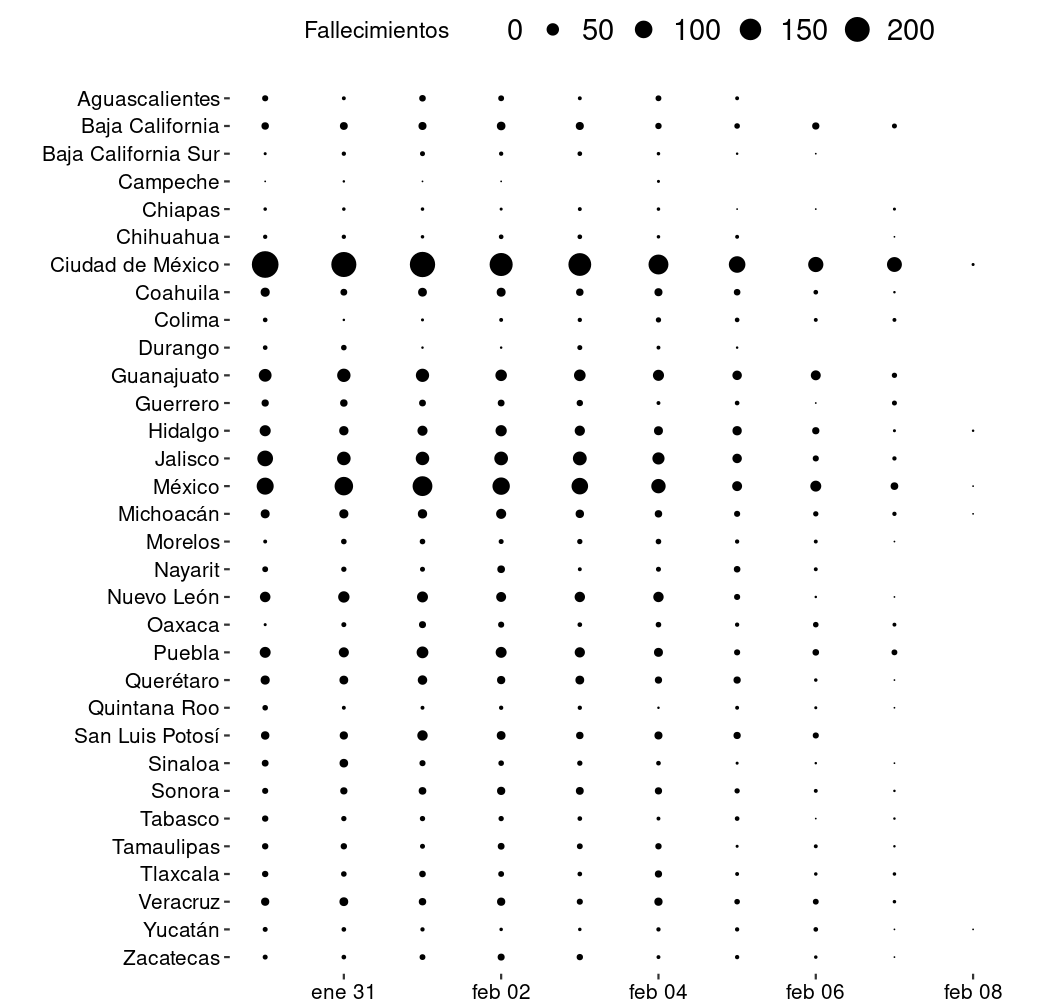 Fallecimientos 0 50 100 150 200
Aguascalientes
Baja California
Baja California Sur
Campeche
Chiapas
Chihuahua
Ciudad de México
Coahuila
Colima
Durango
Guanajuato
Guerrero
Hidalgo
Jalisco
México
Michoacán
Morelos
Nayarit
Nuevo León
Oaxaca
Puebla
Querétaro
Quintana Roo
San Luis Potosí
Sinaloa
Sonora
Tabasco
Tamaulipas
Tlaxcala
Veracruz
Yucatán
Zacatecas
ene 31 feb 02 feb 04 feb 06 feb 08